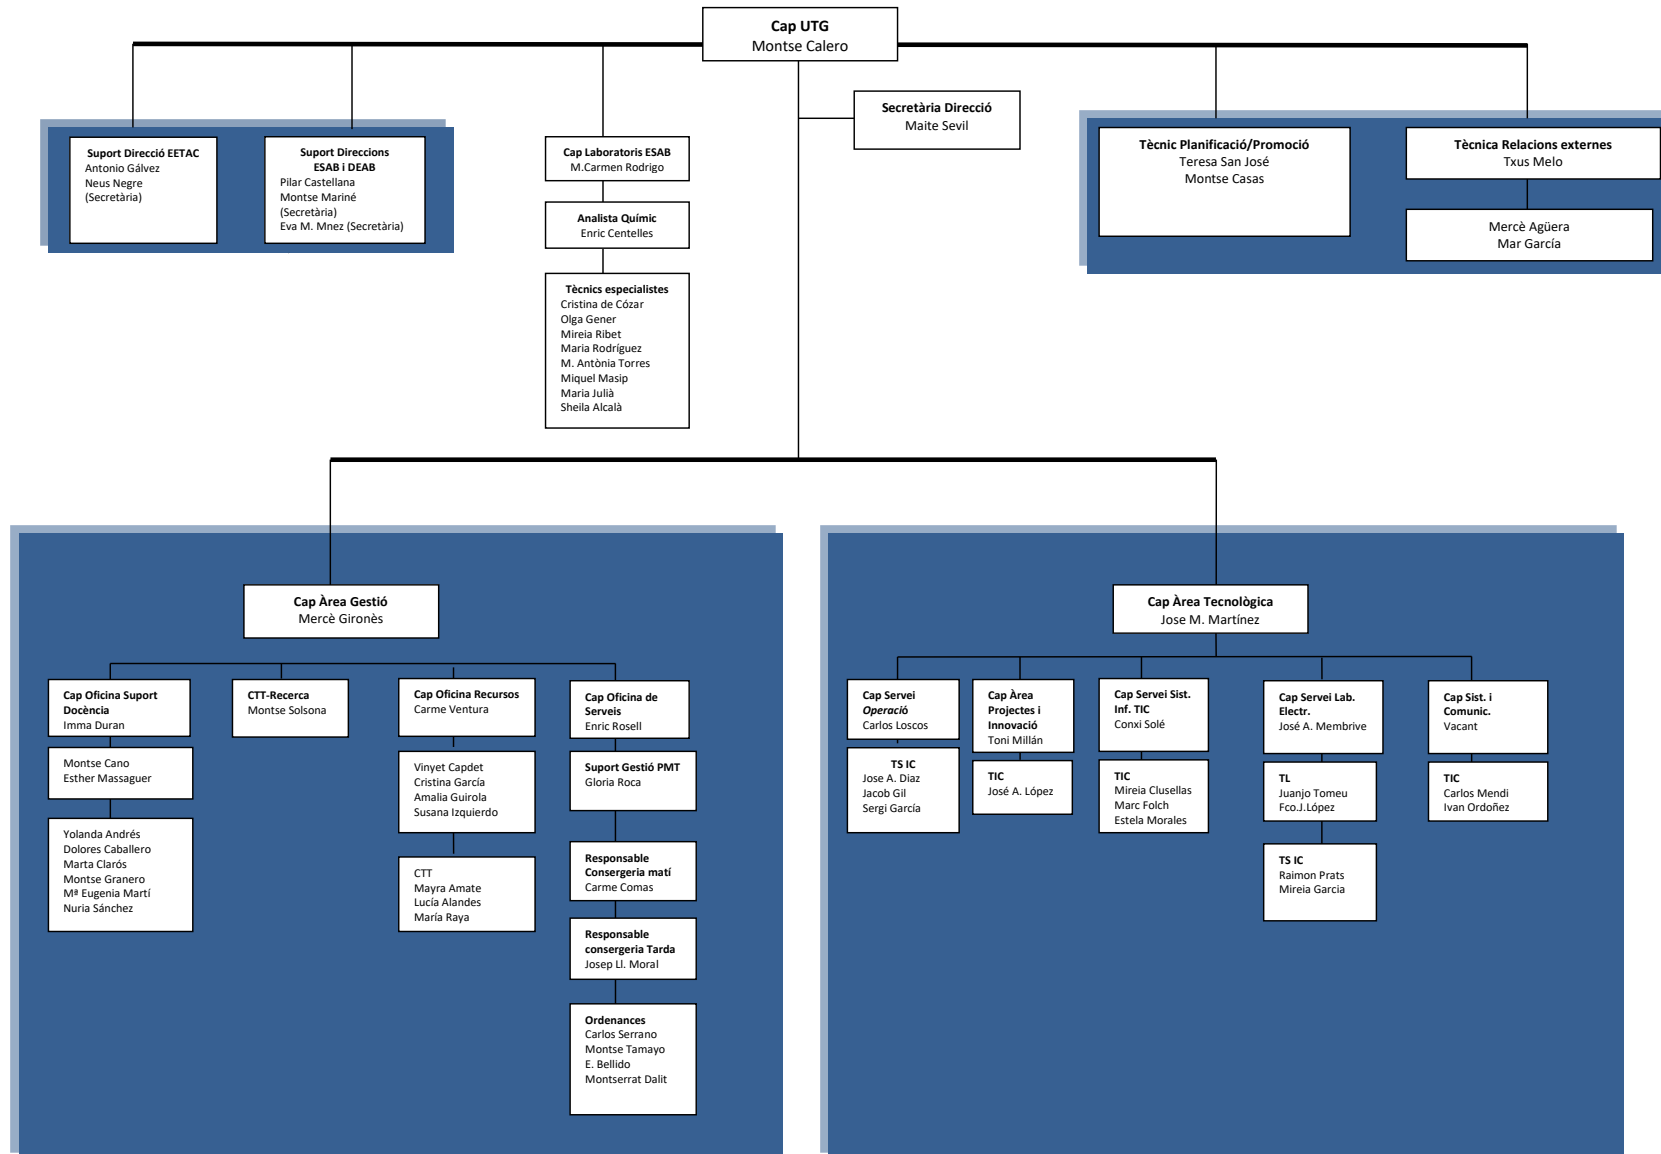 Cap UTG
Montse Calero
Secretària Direcció
Maite Sevil
Suport Direcció EETAC
Antonio Gálvez
Neus Negre
(Secretària)
Suport Direccions
ESAB i DEAB
Pilar Castellana
Montse Mariné
(Secretària)
Eva M. Mnez (Secretària)
Cap Laboratoris ESAB
M.Carmen Rodrigo
Analista Químic
Enric Centelles
Tècnics especialistes
Cristina de Cózar
Olga Gener
Mireia Ribet
Maria Rodríguez
M. Antònia Torres
Miquel Masip
Maria Julià
Sheila Alcalà
Tècnic Planificació/Promoció
Teresa San José
Montse Casas
Tècnica Relacions externes
Txus Melo
Mercè Agüera
Mar García
Cap Àrea Gestió
Mercè Gironès
Cap Oficina Suport
Docència
Imma Duran
Montse Cano
Esther Massaguer
Yolanda Andrés
Dolores Caballero
Marta Clarós
Montse Granero
Mª Eugenia Martí
Nuria Sánchez
CTT-Recerca
Montse Solsona
Cap Oficina Recursos
Carme Ventura
Vinyet Capdet
Cristina García
Amalia Guirola
Susana Izquierdo
CTT
Mayra Amate
Lucía Alandes
María Raya
Cap Oficina de
Serveis
Enric Rosell
Suport Gestió PMT
Gloria Roca
Responsable
Consergeria matí
Carme Comas
Responsable
consergeria Tarda
Josep Ll. Moral
Ordenances
Carlos Serrano
Montse Tamayo
E. Bellido
Montserrat Dalit
Cap Àrea Tecnològica
Jose M. Martínez
Cap Servei
Operació
Carlos Loscos
TS IC
Jose A. Diaz
Jacob Gil
Sergi García
Cap Àrea
Projectes i
Innovació
Toni Millán
TIC
José A. López
Cap Servei Sist.
Inf. TIC
Conxi Solé
TIC
Mireia Clusellas
Marc Folch
Estela Morales
Cap Servei Lab.
Electr.
José A. Membrive
TL
Juanjo Tomeu
Fco.J.López
TS IC
Raimon Prats
Mireia Garcia
Cap Sist. i
Comunic.
Vacant
TIC
Carlos Mendi
Ivan Ordoñez